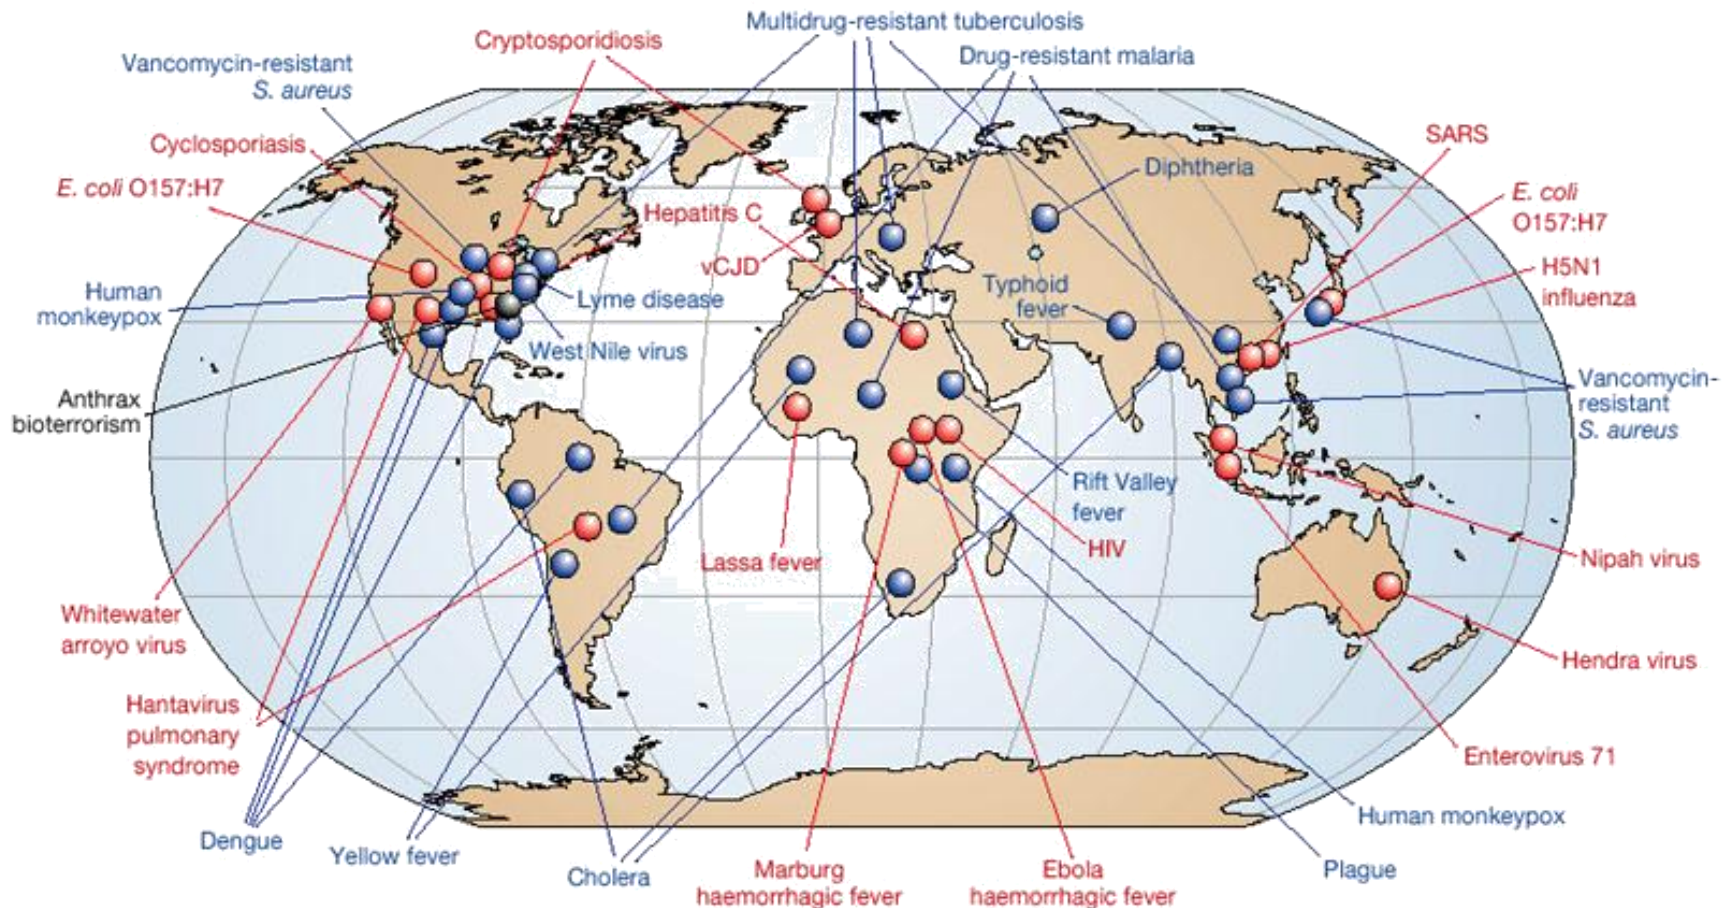 Multidrug-resistant tuberculosis
Cryptosporidiosis
Drug-resistant malaria
Vancomycin-resistant
S. aureus
Cyclosporiasis
SARS
Diphtheria
E. coli O157:H7
E. coli
O157:H7
Hepatitis C
vCJD
H5N1
influenza
Typhoid
fever
Human
monkeypox
Lyme disease
West Nile virus
Anthrax
bioterrorism
Vancomycin-
resistant
S. aureus
Rift Valley
fever
HIV
Lassa fever
Nipah virus
Whitewater
arroyo virus
Hendra virus
Hantavirus
pulmonary
syndrome
Enterovirus 71
Human monkeypox
Dengue
Yellow fever
Cholera
Marburg
haemorrhagic fever
Ebola
haemorrhagic fever
Plague